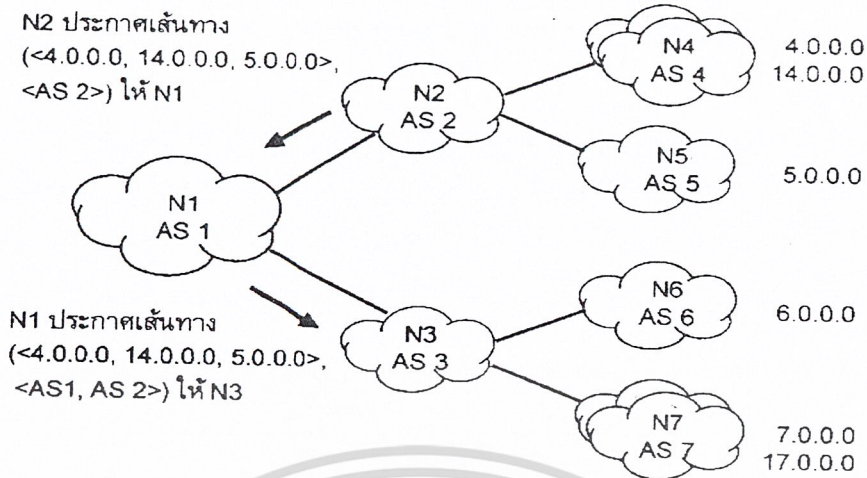 N2 ประกาศเส้นทาง
(<4.0.0.0, 14.0.0.0, 5.0.0.0>,
<AS 2>) ให้ N1
N2
AS 2
N4
AS 4
4.0.0.0
14.0.0.0
N5
AS 5
5.0.0.0
N1
AS 1
N1 ประกาศเส้นทาง
(<4.0.0.0, 14.0.0.0, 5.0.0.0>,
<AS1, AS 2>) ให้ N3
N3
AS 3
N6
AS 6
6.0.0.0
N7
AS 7
7.0.0.0
17.0.0.0